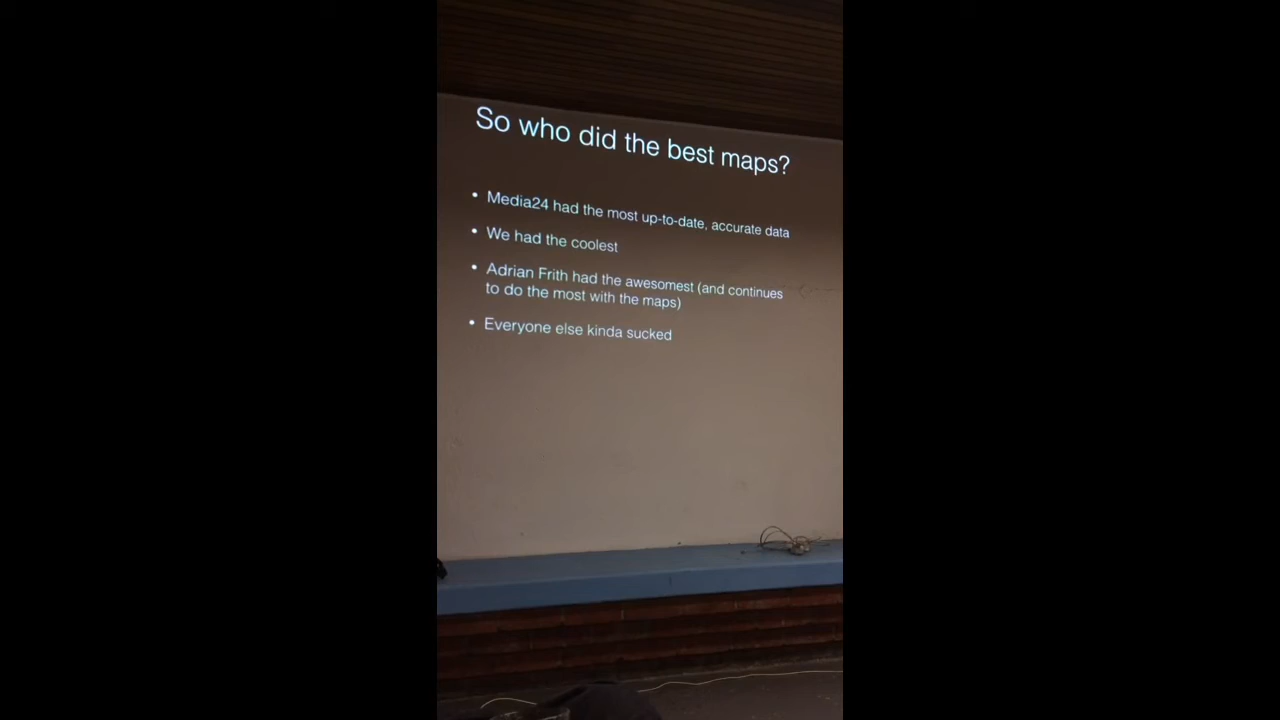 So who did the best maps?
• Media24 had the most up-to-date, accurate data
• We had the coolest
• Adrian Frith had the awesomest (and continues
to do the most with the maps)
• Everyone else kinda sucked